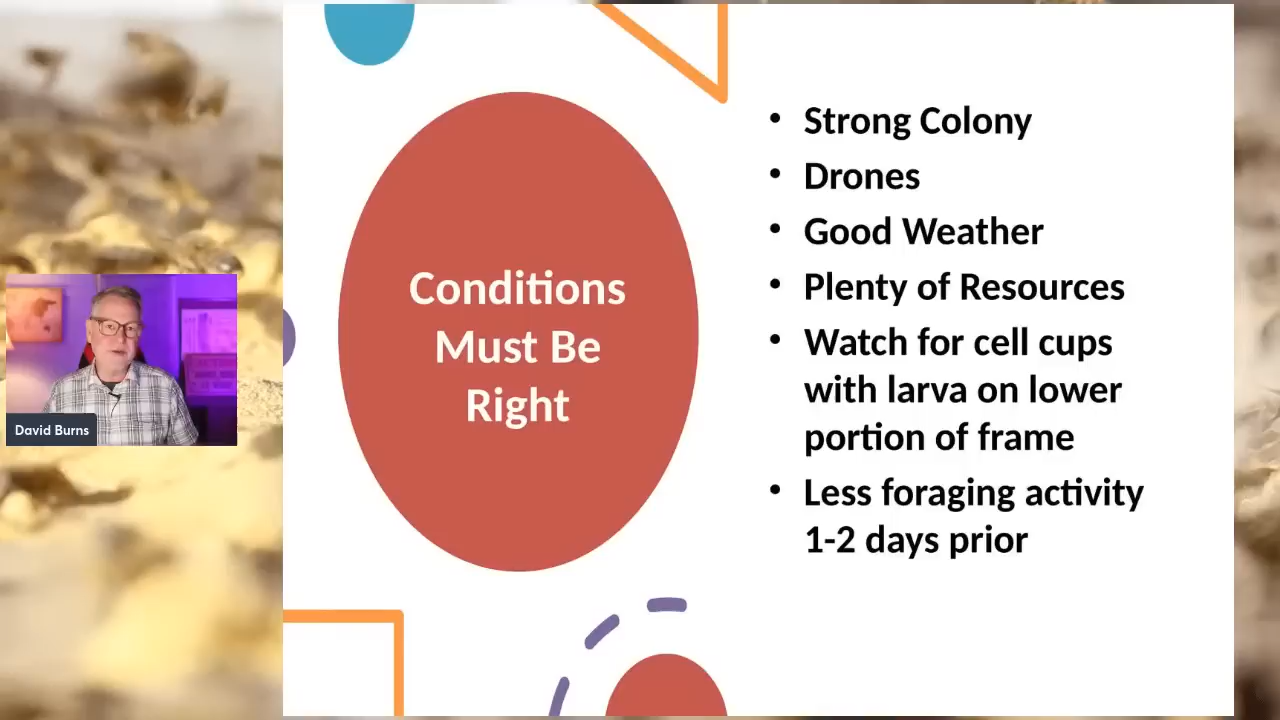 Conditions
Must Be
Right
• Strong Colony
• Drones
• Good Weather
• Plenty of Resources
• Watch for cell cups
with larva on lower
portion of frame
• Less foraging activity
1-2 days prior
David Burns